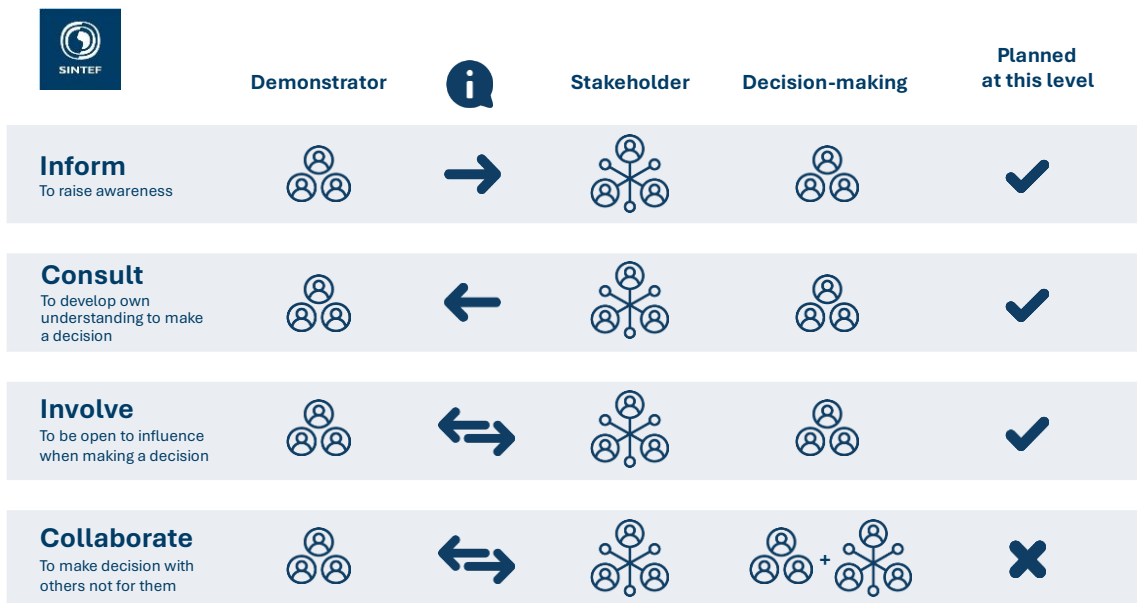 SINTEF
Demonstrator
Stakeholder
Decision-making
Planned
at this level
Inform
To raise awareness
Consult
To develop own
understanding to make
a decision
Involve
To be open to influence
when making a decision
Collaborate
To make decision with
others not for them
+